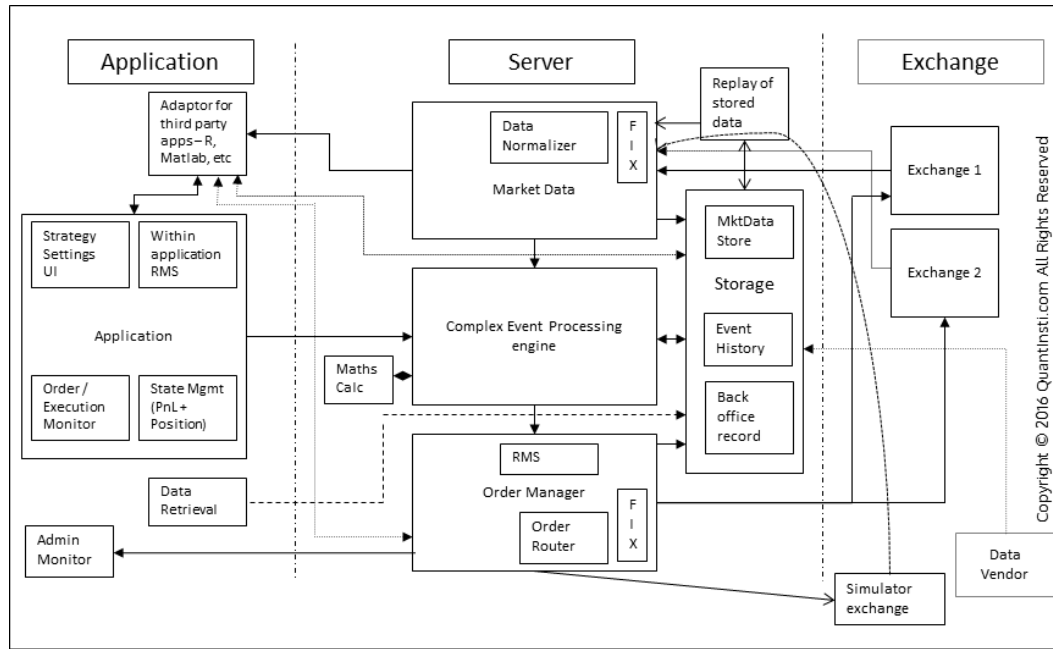 Application
Server
Exchange
Adaptor for
third party
apps – R,
Matlab, etc
Strategy
Settings
UI
Within
application
RMS
Application
Order /
Execution
Monitor
State Mgmt
(PnL +
Position)
Data
Retrieval
Admin
Monitor
Data
Normalizer
F
I
X
Market Data
Complex Event Processing
engine
Maths
Calc
RMS
Order Manager
Order
Router
F
I
X
Replay of
stored
data
MktData
Store
Storage
Event
History
Back
office
record
Exchange 1
Exchange 2
Simulator
exchange
Data
Vendor
Copyright © 2016 QuantInsti.com All Rights Reserved